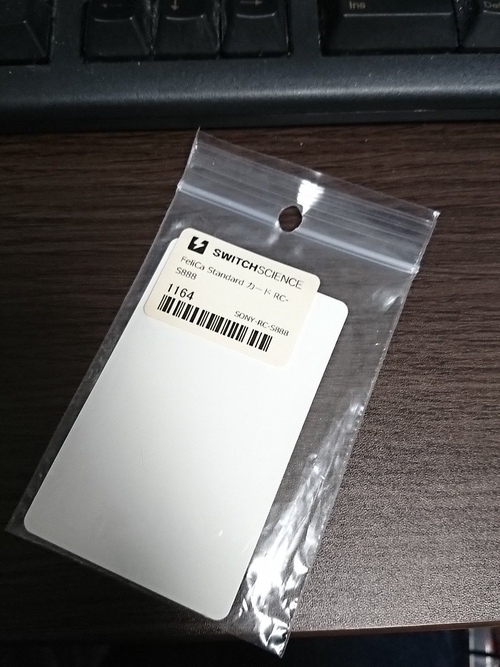 Ins
SWITCHSCIENCE
FeliCa Standard カード RC-
S888
1164
SONY-RC-S888